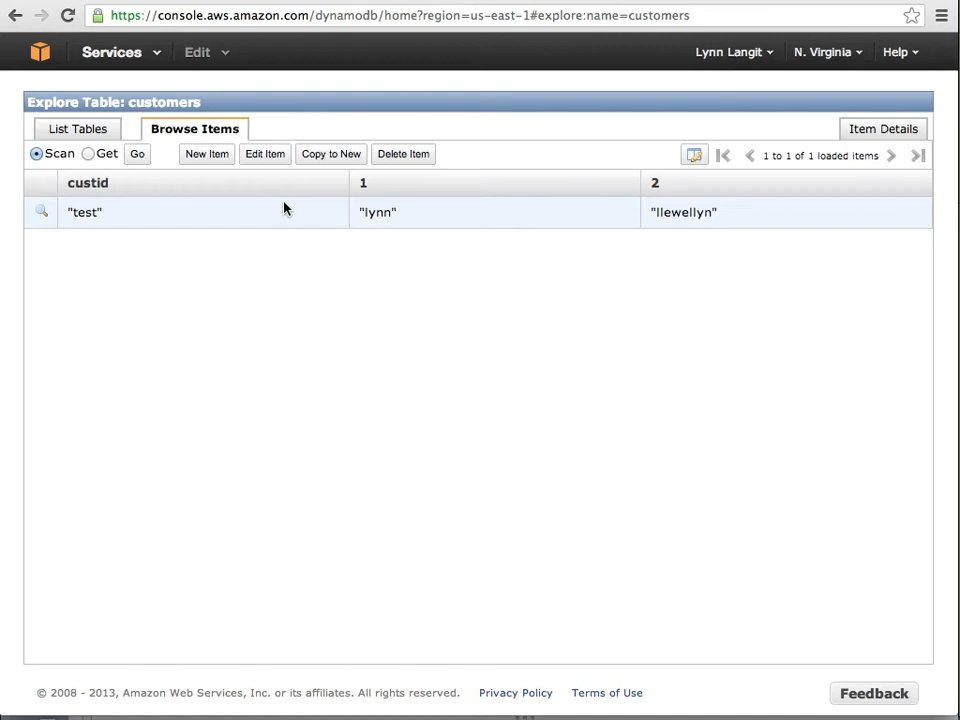 https://console.aws.amazon.com/dynamodb/home?region=us-east-1#explore:name=customers
Services Edit Lynn Langit N. Virginia Help
Explore Table: customers
List Tables Browse Items Item Details
Scan Get Go New Item Edit Item Copy to New Delete Item 1 to 1 of 1 loaded items
custid 1 2
"test" "lynn" "llewellyn"
© 2008 - 2013, Amazon Web Services, Inc. or its affiliates. All rights reserved. Privacy Policy Terms of Use Feedback